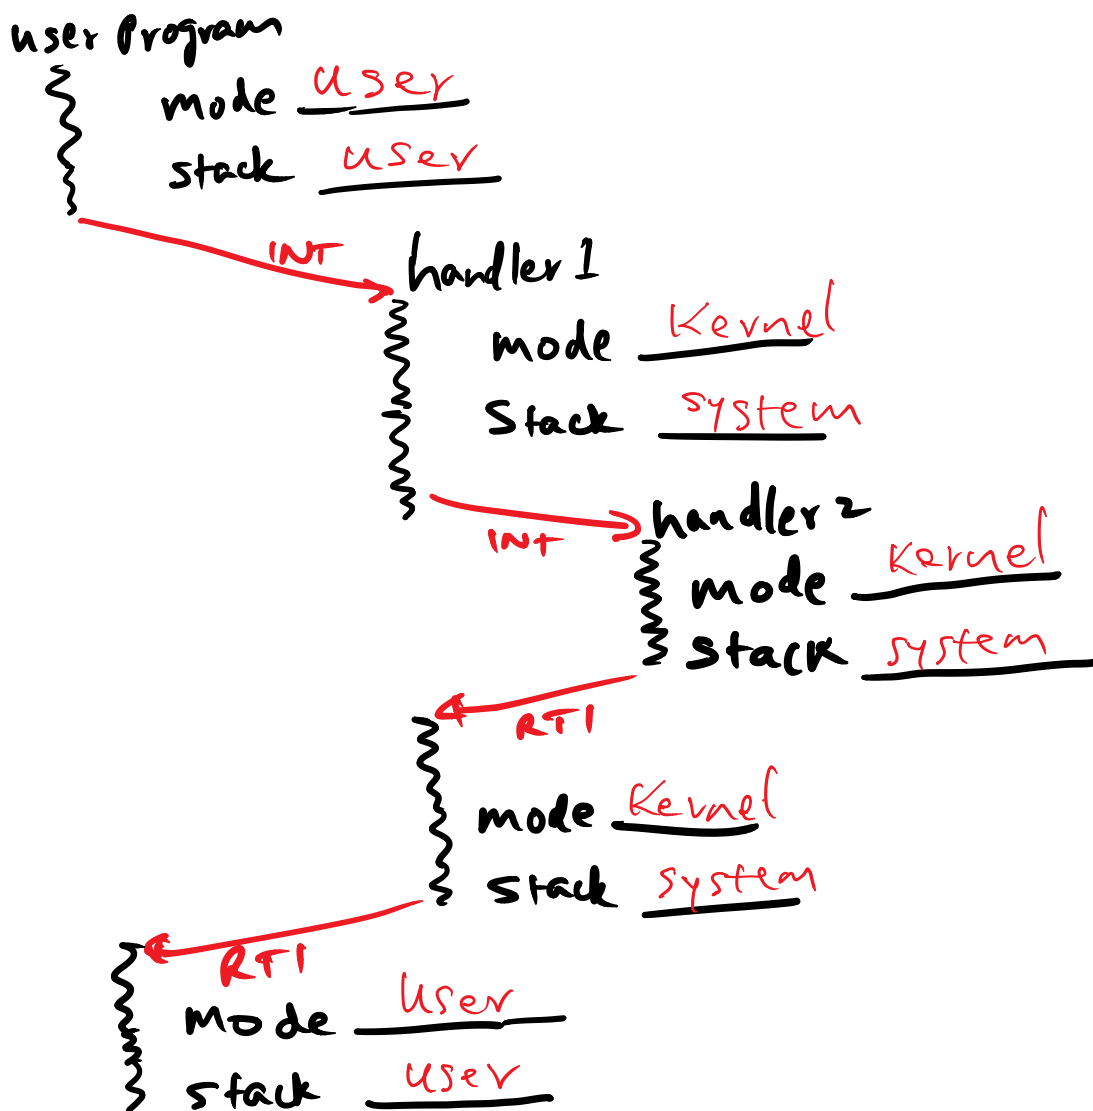 user Program
mode user
stack user
INT
handler 1
mode Kernel
Stack system
INT
handler 2
mode Kernel
stack system
RTI
mode Kernel
stack system
RTI
mode User
stack user